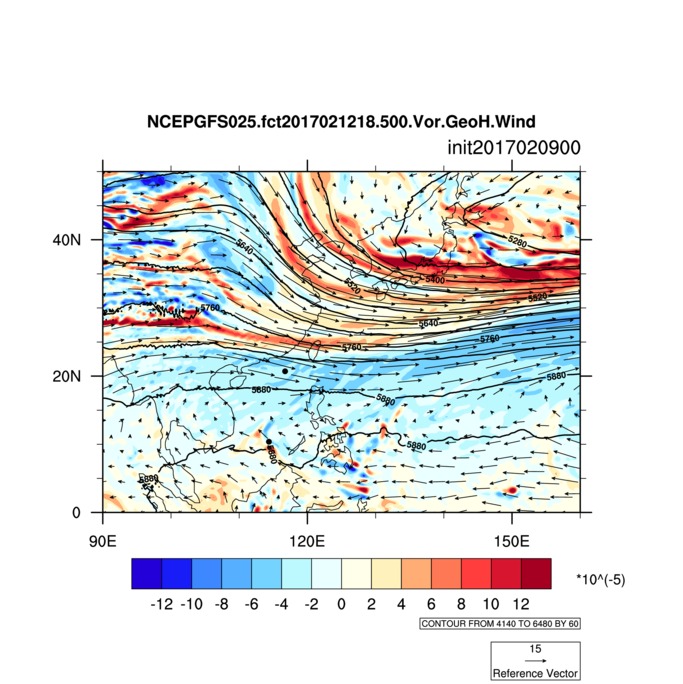 NCEPGFS025.fct2017021218.500.Vor.GeoH.Wind
init2017020900
40N
20N
0
90E 120E 150E
5640
5280
5400
5520
5520
5760
5640
5760
5760
5880
5880
5880
5880
5880
5880
-12 -10 -8 -6 -4 -2 0 2 4 6 8 10 12
*10^(-5)
CONTOUR FROM 4140 TO 6480 BY 60
15
Reference Vector